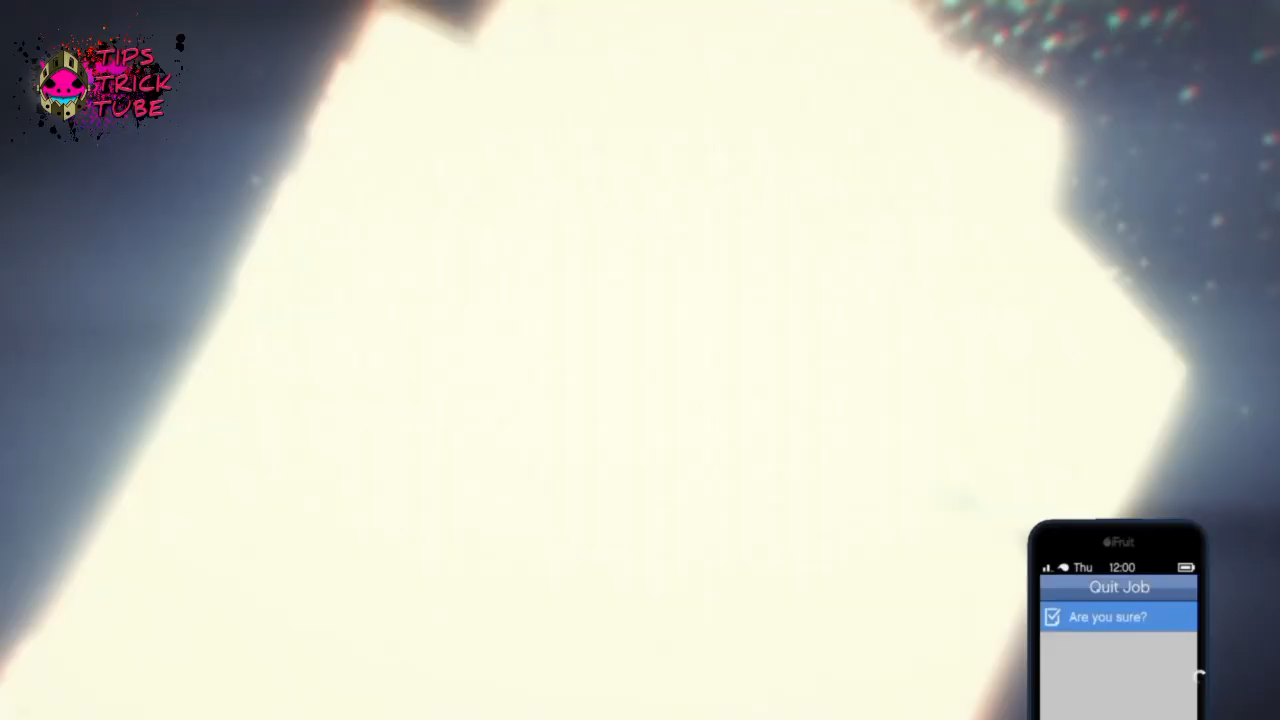 TIPS
TRICK
TUBE
iFruit
Thu 12:00
Quit Job
Are you sure?